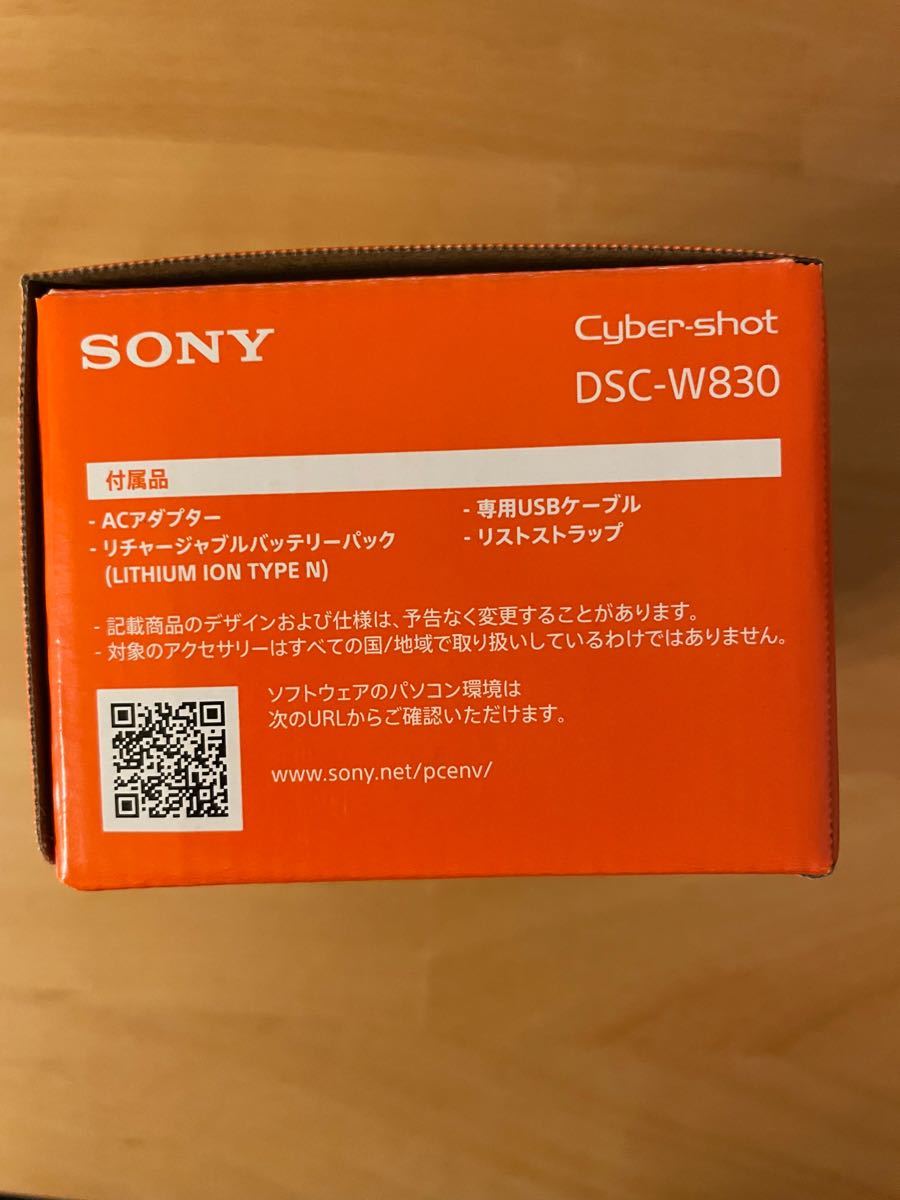 SONY
Cyber-shot
DSC-W830
付属品
- ACアダプター
- リチャージャブルバッテリーパック
(LITHIUM ION TYPE N)
- 専用USBケーブル
- リストストラップ
- 記載商品のデザインおよび仕様は、予告なく変更することがあります。
- 対象のアクセサリーはすべての国/地域で取り扱いしているわけではありません。
ソフトウェアのパソコン環境は
次のURLからご確認いただけます。
www.sony.net/pcenv/